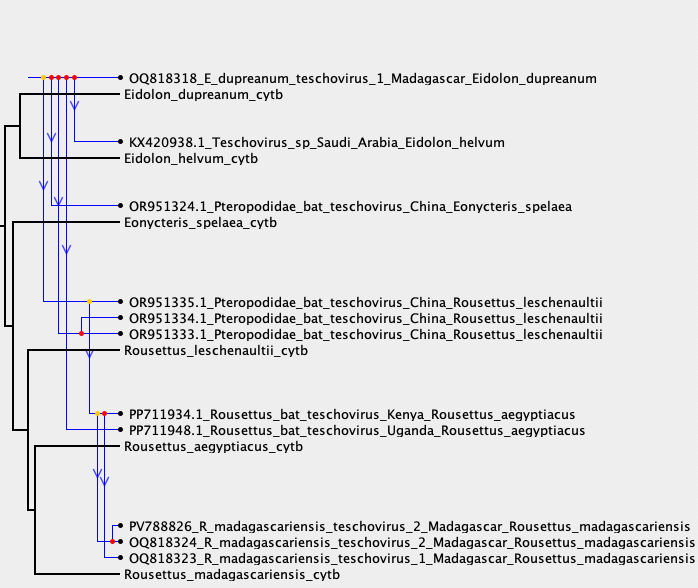 OQ818318_E_dupreanum_teschovirus_1_Madagascar_Eidolon_dupreanum
Eidolon_dupreanum_cytb
KX420938.1_Teschovirus_sp_Saudi_Arabia_Eidolon_helvum
Eidolon_helvum_cytb
OR951324.1_Pteropodidae_bat_teschovirus_China_Eonycteris_spelaea
Eonycteris_spelaea_cytb
OR951335.1_Pteropodidae_bat_teschovirus_China_Rousettus_leschenaultii
OR951334.1_Pteropodidae_bat_teschovirus_China_Rousettus_leschenaultii
OR951333.1_Pteropodidae_bat_teschovirus_China_Rousettus_leschenaultii
Rousettus_leschenaultii_cytb
PP711934.1_Rousettus_bat_teschovirus_Kenya_Rousettus_aegyptiacus
PP711948.1_Rousettus_bat_teschovirus_Uganda_Rousettus_aegyptiacus
Rousettus_aegyptiacus_cytb
PV788826_R_madagascariensis_teschovirus_2_Madagascar_Rousettus_madagascariensis
OQ818324_R_madagascariensis_teschovirus_2_Madagascar_Rousettus_madagascariensis
OQ818323_R_madagascariensis_teschovirus_1_Madagascar_Rousettus_madagascariensis
Rousettus_madagascariensis_cytb